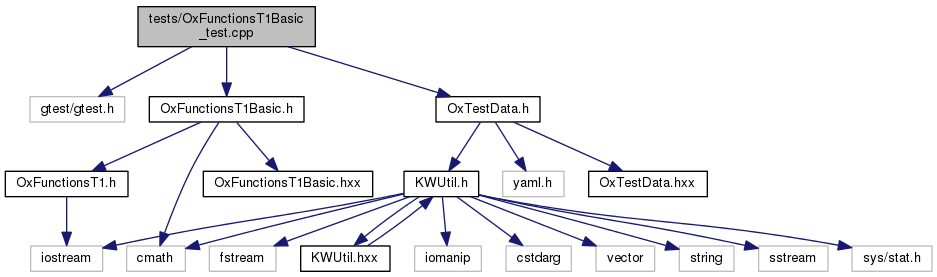 tests/OxFunctionsT1Basic
_test.cpp
gtest/gtest.h
OxFunctionsT1Basic.h
OxTestData.h
OxFunctionsT1.h
OxFunctionsT1Basic.hxx
KWUtil.h
yaml.h
OxTestData.hxx
iostream
cmath
fstream
KWUtil.hxx
iomanip
cstdarg
vector
string
sstream
sys/stat.h